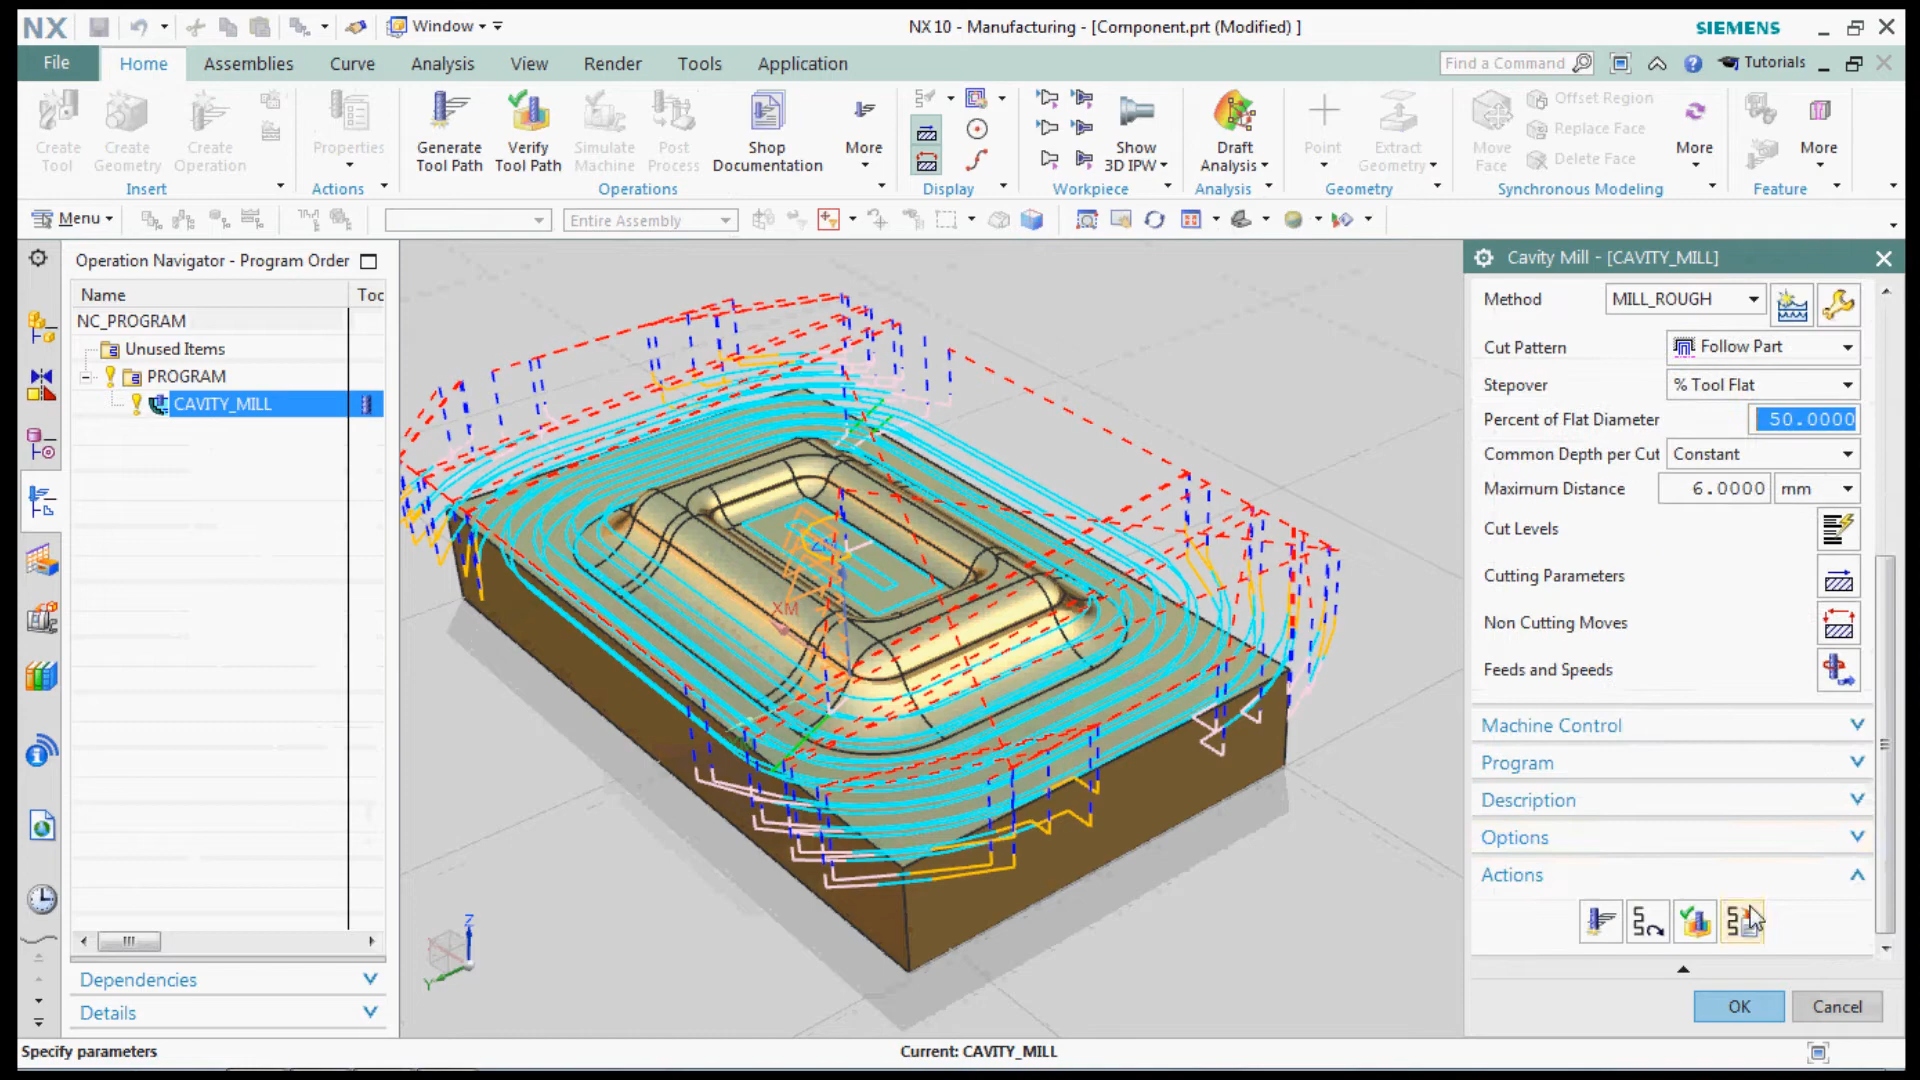 NX
Window
NX 10 - Manufacturing - [Component.prt (Modified) ]
SIEMENS
File
Home
Assemblies
Curve
Analysis
View
Render
Tools
Application
Find a Command
Tutorials
Create Tool
Create Geometry
Create Operation
Properties
Generate Tool Path
Verify Tool Path
Simulate Machine
Post Process
Shop Documentation
More
Show 3D IPW
Draft Analysis
Point
Extract Geometry
Move Face
Offset Region
Replace Face
Delete Face
More
More
Insert
Actions
Operations
Display
Workpiece
Analysis
Geometry
Synchronous Modeling
Feature
Menu
Entire Assembly
Operation Navigator - Program Order
Name
Toc
NC_PROGRAM
Unused Items
PROGRAM
CAVITY_MILL
Dependencies
Details
XM
Z
Y
Cavity Mill - [CAVITY_MILL]
Method
MILL_ROUGH
Cut Pattern
Follow Part
Stepover
% Tool Flat
Percent of Flat Diameter
50.0000
Common Depth per Cut
Constant
Maximum Distance
6.0000
mm
Cut Levels
Cutting Parameters
Non Cutting Moves
Feeds and Speeds
Machine Control
Program
Description
Options
Actions
OK
Cancel
Specify parameters
Current: CAVITY_MILL